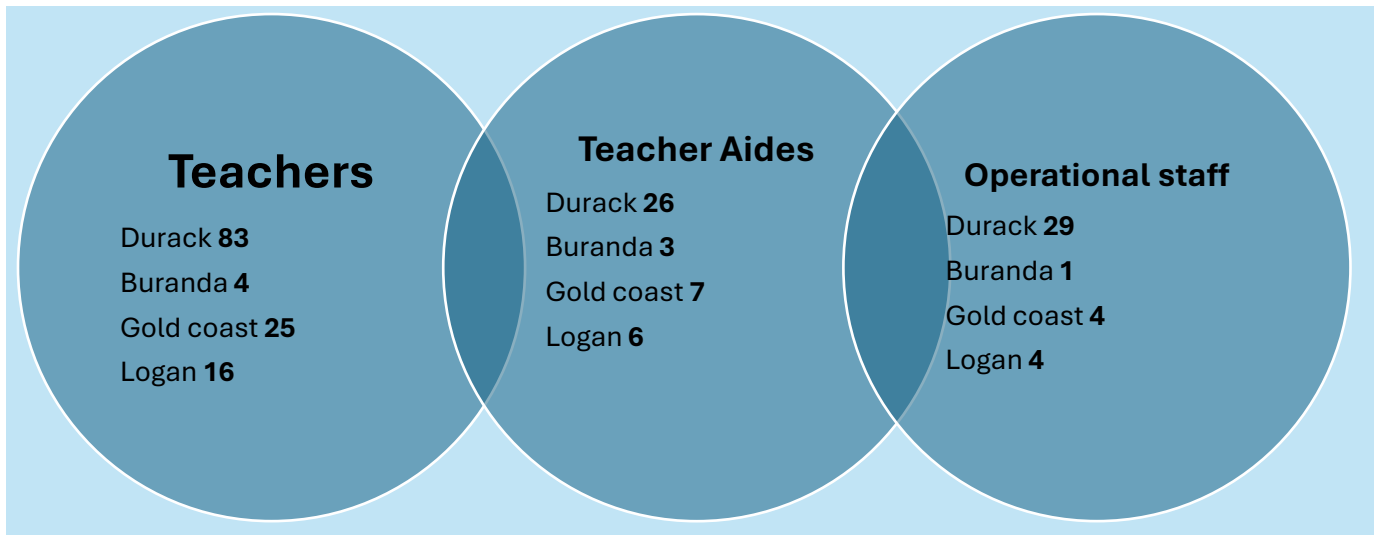 Teachers
Durack 83
Buranda 4
Gold coast 25
Logan 16
Teacher Aides
Durack 26
Buranda 3
Gold coast 7
Logan 6
Operational staff
Durack 29
Buranda 1
Gold coast 4
Logan 4